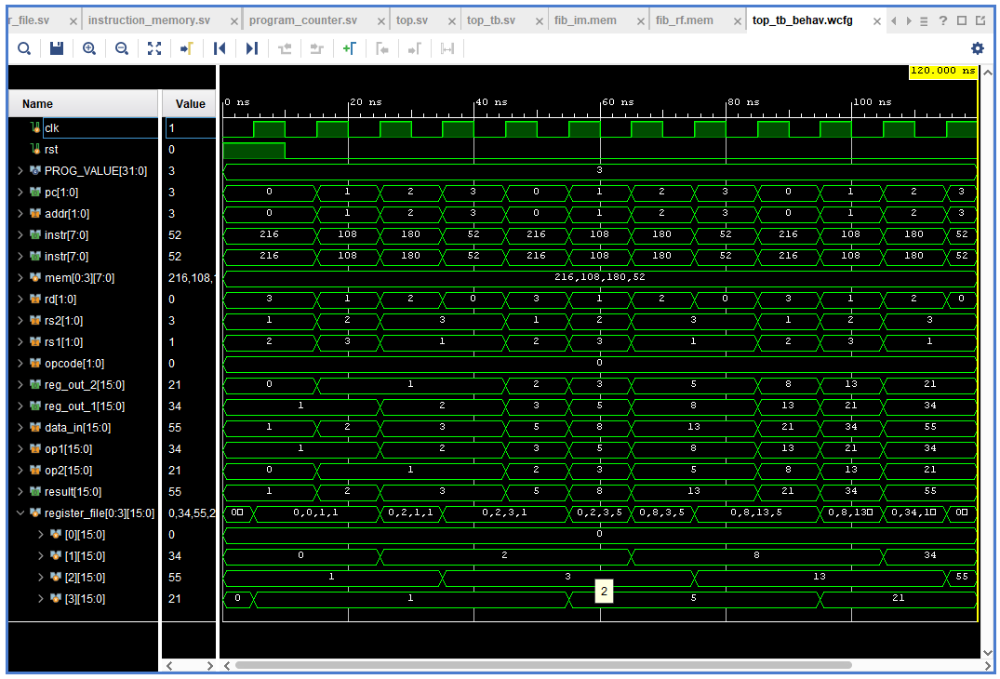 r_file.sv instruction_memory.sv program_counter.sv top.sv top_tb.sv fib_im.mem fib_rf.mem top_tb_behav.wcfg
120.000 ns
Name Value 0 ns 20 ns 40 ns 60 ns 80 ns 100 ns
clk 1
rst 0
PROG_VALUE[31:0] 3 3
pc[1:0] 3 0 1 2 3 0 1 2 3 0 1 2 3
addr[1:0] 3 0 1 2 3 0 1 2 3 0 1 2 3
instr[7:0] 52 216 108 180 52 216 108 180 52 216 108 180 52
instr[7:0] 52 216 108 180 52 216 108 180 52 216 108 180 52
mem[0:3][7:0] 216,108,1 216,108,180,52
rd[1:0] 0 3 1 2 0 3 1 2 0 3 1 2 0
rs2[1:0] 3 1 2 3 1 2 3 1 2 3
rs1[1:0] 1 2 3 1 2 3 1 2 3 1
opcode[1:0] 0 0
reg_out_2[15:0] 21 0 1 2 3 5 8 13 21
reg_out_1[15:0] 34 1 2 3 5 8 13 21 34
data_in[15:0] 55 1 2 3 5 8 13 21 34 55
op1[15:0] 34 1 2 3 5 8 13 21 34
op2[15:0] 21 0 1 2 3 5 8 13 21
result[15:0] 55 1 2 3 5 8 13 21 34 55
register_file[0:3][15:0] 0,34,55,2 0 0,0,1,1 0,2,1,1 0,2,3,1 0,2,3,5 0,8,3,5 0,8,13,5 0,8,13 0,34,1 0
[0][15:0] 0 0
[1][15:0] 34 0 2 8 34
[2][15:0] 55 1 3 13 55
[3][15:0] 21 0 1 2 5 21